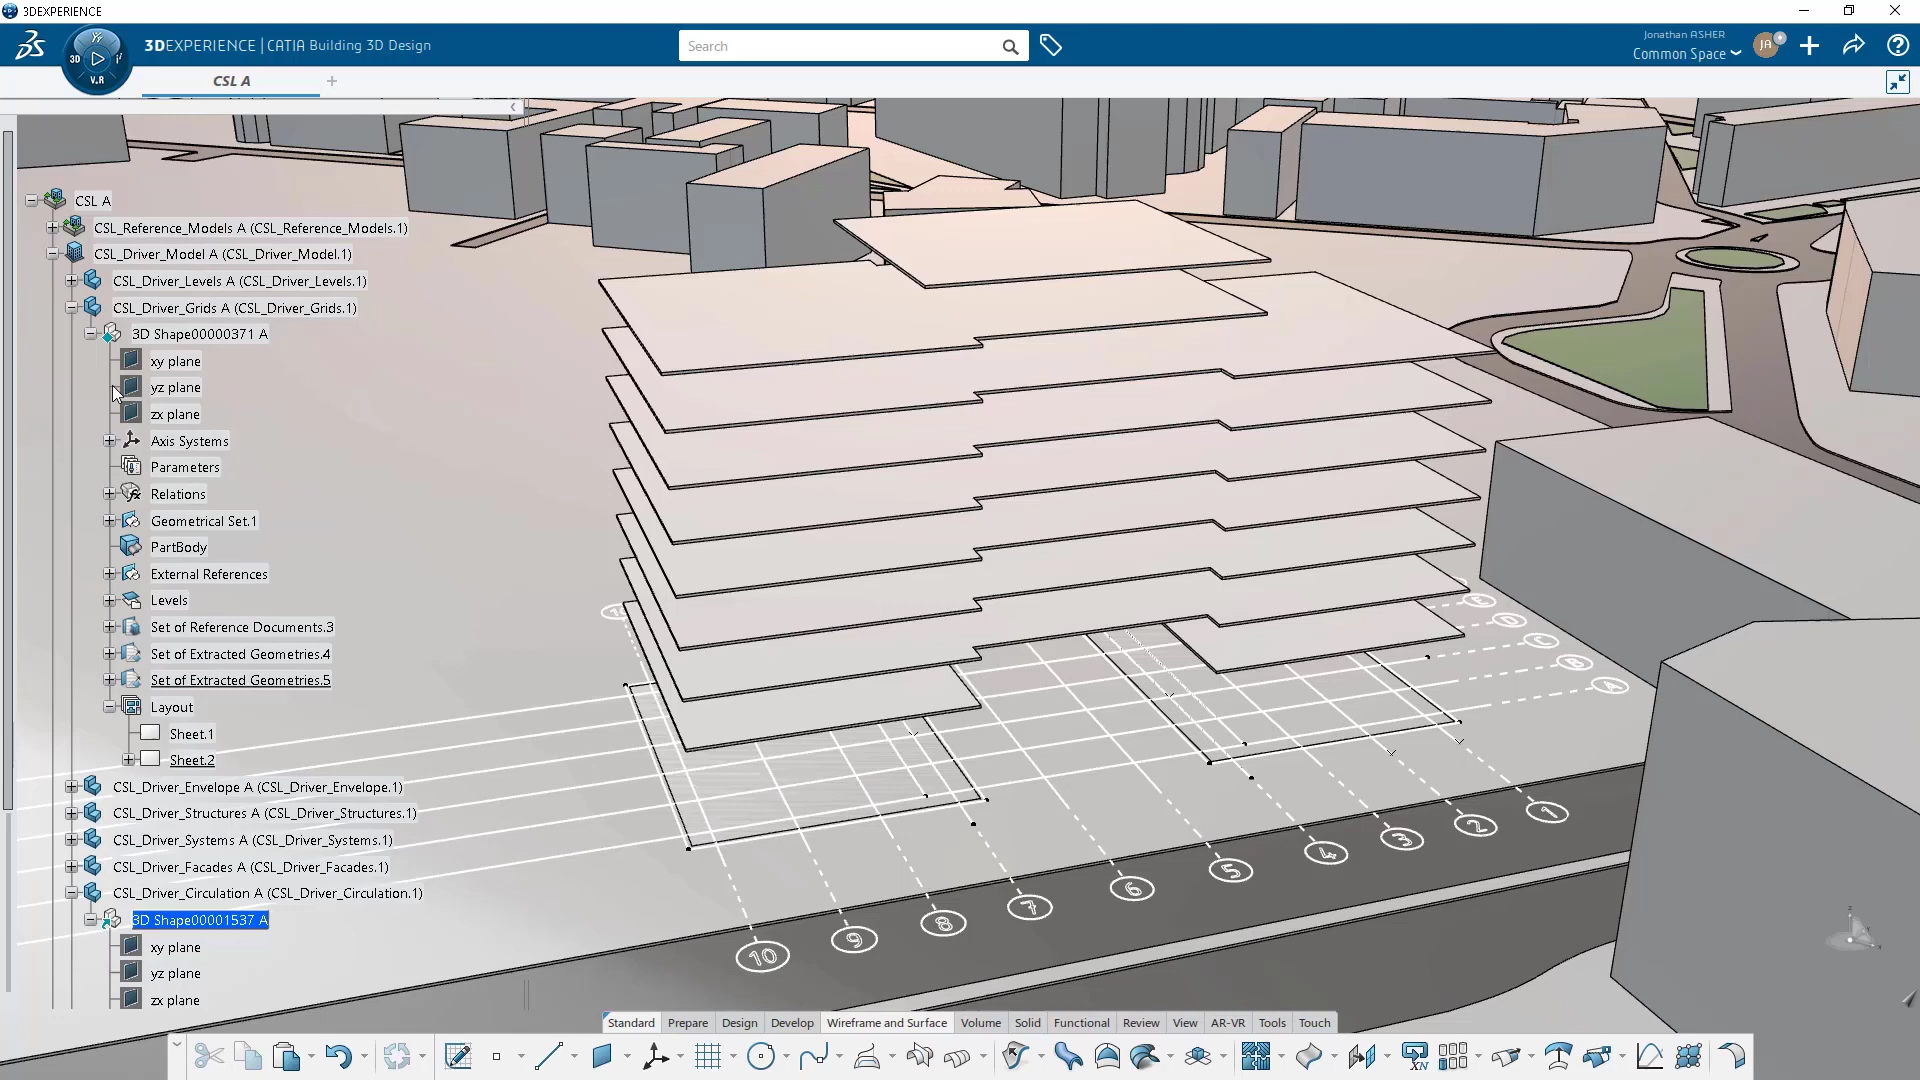 3DEXPERIENCE
3DEXPERIENCE | CATIA Building 3D Design
Search
Jonathan ASHER
Common Space
JA
3D
V.R
CSL A
CSL A
CSL_Reference_Models A (CSL_Reference_Models.1)
CSL_Driver_Model A (CSL_Driver_Model.1)
CSL_Driver_Levels A (CSL_Driver_Levels.1)
CSL_Driver_Grids A (CSL_Driver_Grids.1)
3D Shape00000371 A
xy plane
yz plane
zx plane
Axis Systems
Parameters
Relations
Geometrical Set.1
PartBody
External References
Levels
Set of Reference Documents.3
Set of Extracted Geometries.4
Set of Extracted Geometries.5
Layout
Sheet.1
Sheet.2
CSL_Driver_Envelope A (CSL_Driver_Envelope.1)
CSL_Driver_Structures A (CSL_Driver_Structures.1)
CSL_Driver_Systems A (CSL_Driver_Systems.1)
CSL_Driver_Facades A (CSL_Driver_Facades.1)
CSL_Driver_Circulation A (CSL_Driver_Circulation.1)
3D Shape00001537 A
xy plane
yz plane
zx plane
E
D
C
B
A
10
9
8
7
6
5
4
3
2
1
Standard Prepare Design Develop Wireframe and Surface Volume Solid Functional Review View AR-VR Tools Touch